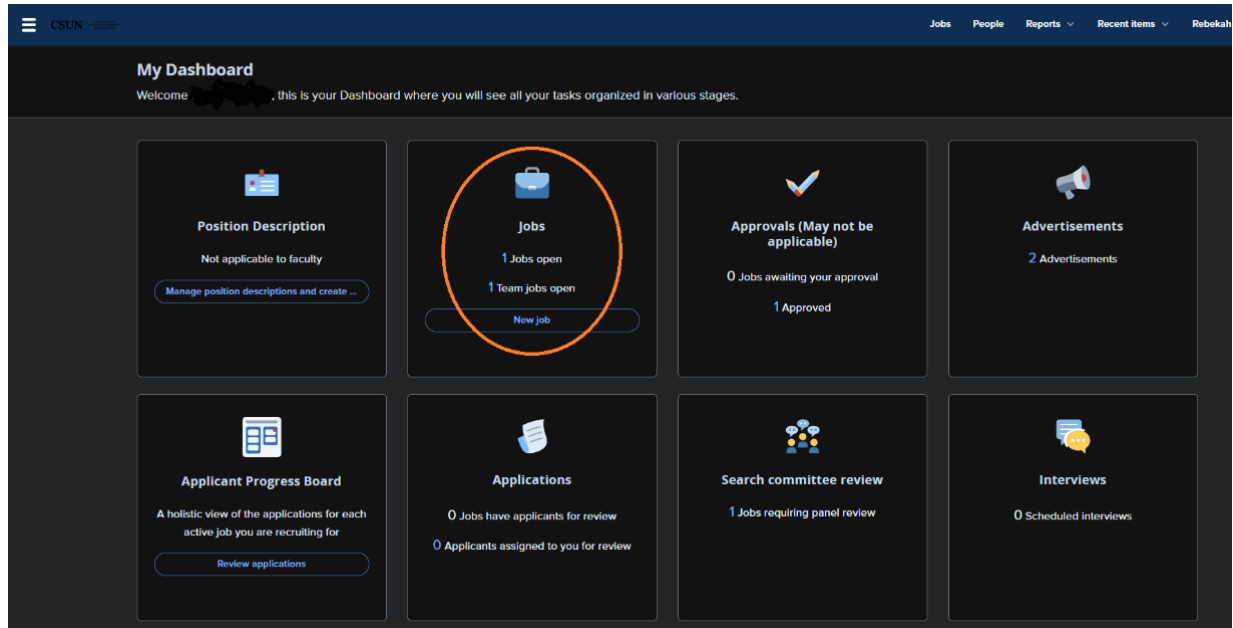 CSUN
Jobs People Reports Recent items Rebekah
My Dashboard
Welcome , this is your Dashboard where you will see all your tasks organized in various stages.
Position Description
Not applicable to faculty
Manage position descriptions and create ...
Jobs
1 Jobs open
1 Team jobs open
New job
Approvals (May not be
applicable)
0 Jobs awaiting your approval
1 Approved
Advertisements
2 Advertisements
Applicant Progress Board
A holistic view of the applications for each
active job you are recruiting for
Review applications
Applications
0 Jobs have applicants for review
0 Applicants assigned to you for review
Search committee review
1 Jobs requiring panel review
Interviews
0 Scheduled interviews